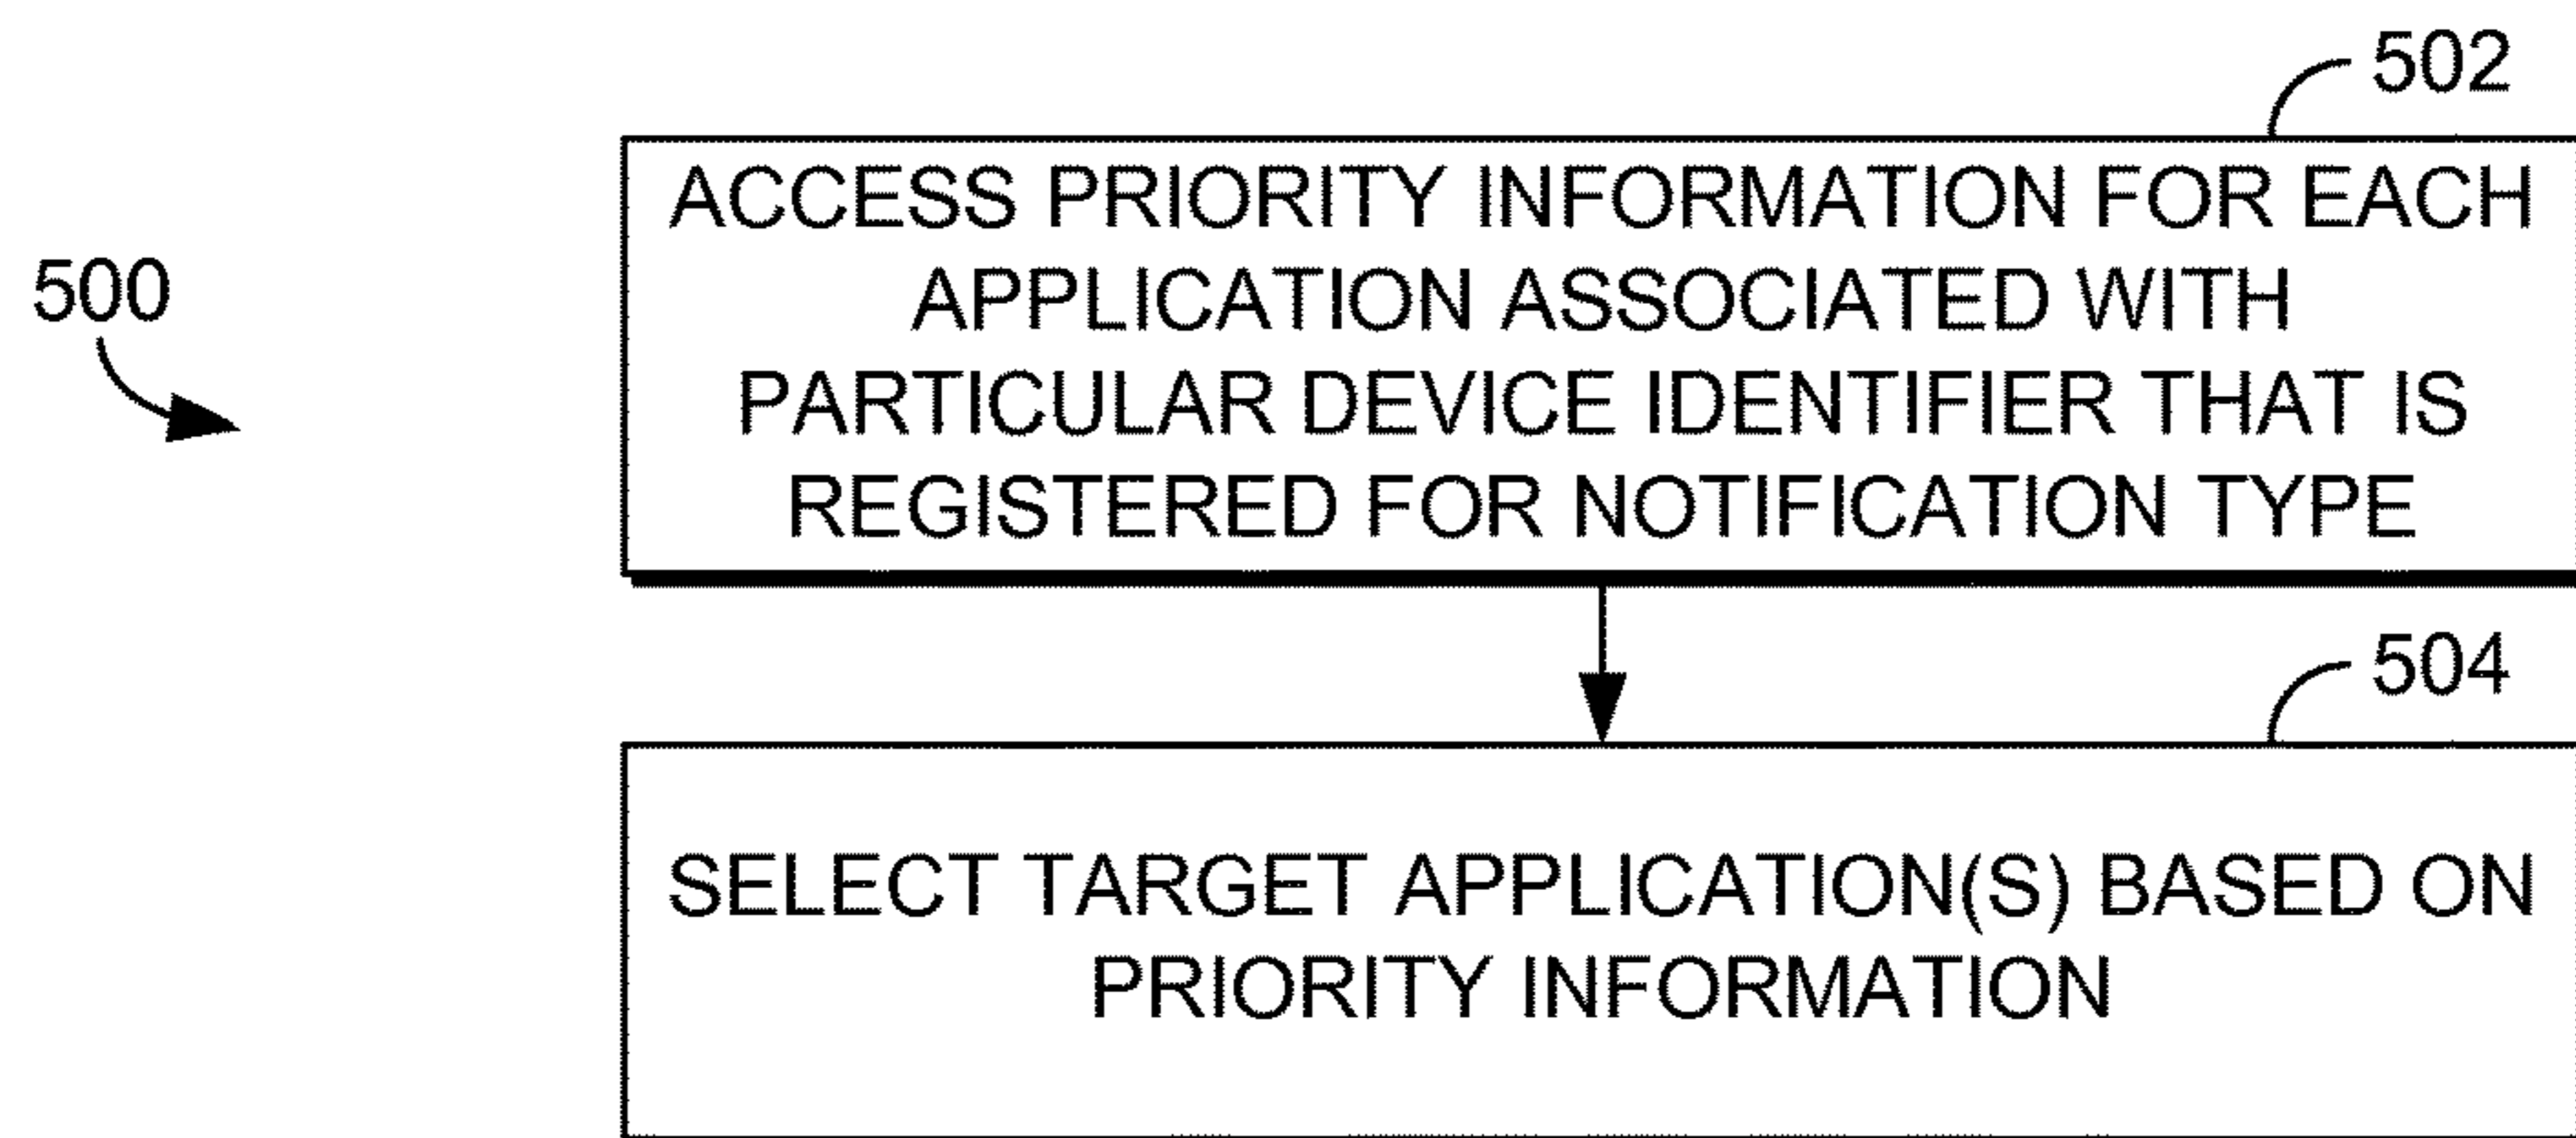 502
ACCESS PRIORITY INFORMATION FOR EACH
APPLICATION ASSOCIATED WITH
PARTICULAR DEVICE IDENTIFIER THAT IS
REGISTERED FOR NOTIFICATION TYPE
500
504
SELECT TARGET APPLICATION(S) BASED ON
PRIORITY INFORMATION